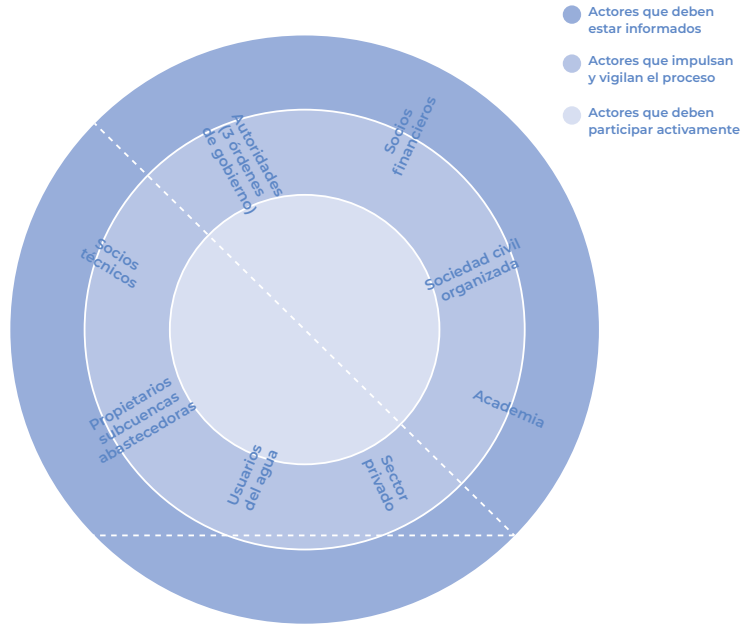 Actores que deben
estar informados
Actores que impulsan
y vigilan el proceso
Actores que deben
participar activamente
Autoridades
(3 órdenes
de gobierno)
Socios
financieros
Sociedad civil
organizada
Academia
Sector
privado
Usuarios
del agua
Propietarios
subcuencas
abastecedoras
Socios
técnicos